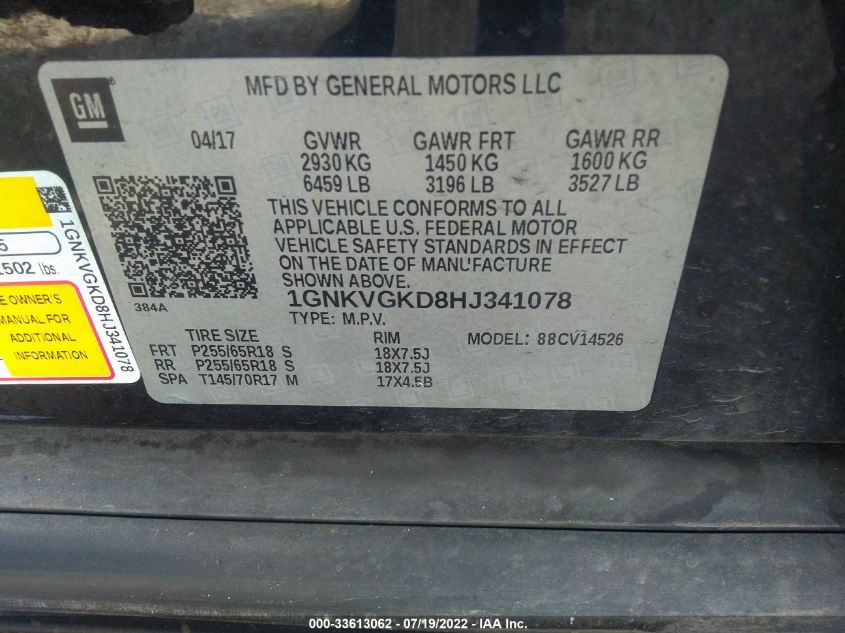 GM
MFD BY GENERAL MOTORS LLC
04/17 GVWR GAWR FRT GAWR RR
2930 KG 1450 KG 1600 KG
6459 LB 3196 LB 3527 LB
THIS VEHICLE CONFORMS TO ALL
APPLICABLE U.S. FEDERAL MOTOR
VEHICLE SAFETY STANDARDS IN EFFECT
ON THE DATE OF MANUFACTURE
SHOWN ABOVE.
384A
1GNKVGKD8HJ341078
TYPE: M.P.V.
TIRE SIZE RIM MODEL: 88CV14526
FRT P255/65R18 S 18X7.5J
RR P255/65R18 S 18X7.5J
SPA T145/70R17 M 17X4.5B
1502 lbs.
E OWNER'S
MANUAL FOR
ADDITIONAL
INFORMATION
1GNKVGKD8HJ341078
000-33613062 - 07/19/2022 - IAA Inc.